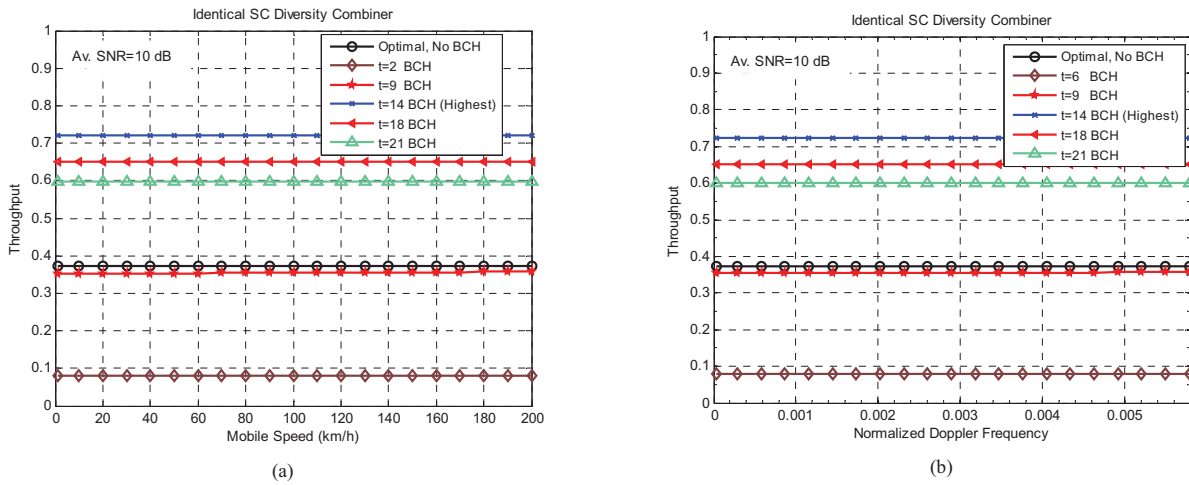 Identical SC Diversity Combiner
Av. SNR=10 dB
Optimal, No BCH
t=2 BCH
t=9 BCH
t=14 BCH (Highest)
t=18 BCH
t=21 BCH
Throughput
1
0.9
0.8
0.7
0.6
0.5
0.4
0.3
0.2
0.1
0
0 20 40 60 80 100 120 140 160 180 200
Mobile Speed (km/h)
(a)
Identical SC Diversity Combiner
Av. SNR=10 dB
Optimal, No BCH
t=6 BCH
t=9 BCH
t=14 BCH (Highest)
t=18 BCH
t=21 BCH
Throughput
1
0.9
0.8
0.7
0.6
0.5
0.4
0.3
0.2
0.1
0
0 0.001 0.002 0.003 0.004 0.005
Normalized Doppler Frequency
(b)